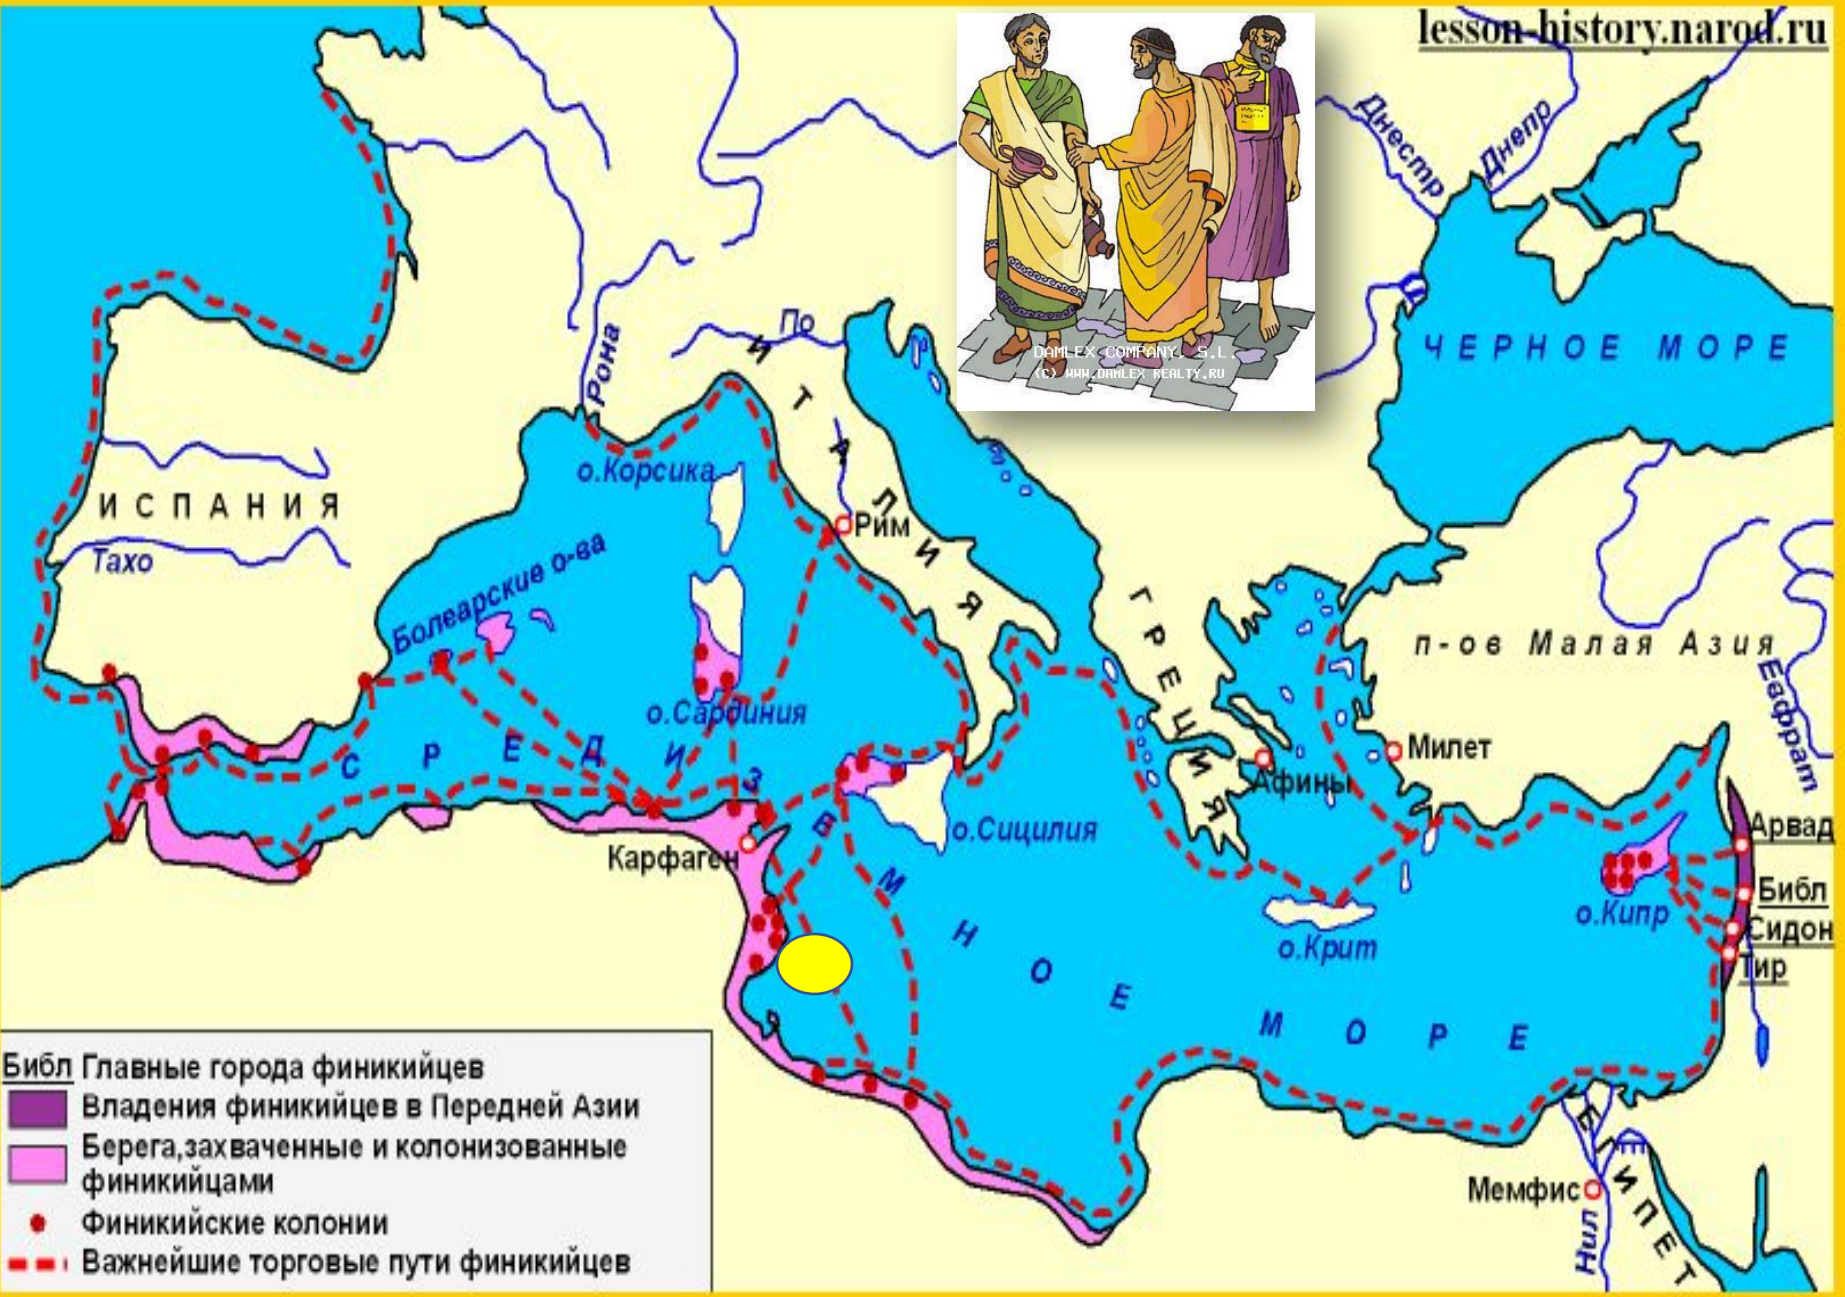 lesson-history.narod.ru
Днестр
Днепр
DAMLEX COMPANY, S.L.
(C) WWW.DAMLEX REALTY.RU
ЧЕРНОЕ МОРЕ
Рона
По
ИТАЛИЯ
о.Корсика
Рим
ИСПАНИЯ
Тахо
Болеарские о-ва
ГРЕЦИЯ
п-ов Малая Азия
Евфрат
о.Сардиния
Милет
Афины
СРЕДИЗЕМНОЕ МОРЕ
о.Сицилия
Карфаген
Арвад
Библ
Сидон
Тир
о.Кипр
о.Крит
ЕГИПЕТ
Мемфис
Нил
Библ Главные города финикийцев
Владения финикийцев в Передней Азии
Берега,захваченные и колонизованные
финикийцами
Финикийские колонии
Важнейшие торговые пути финикийцев